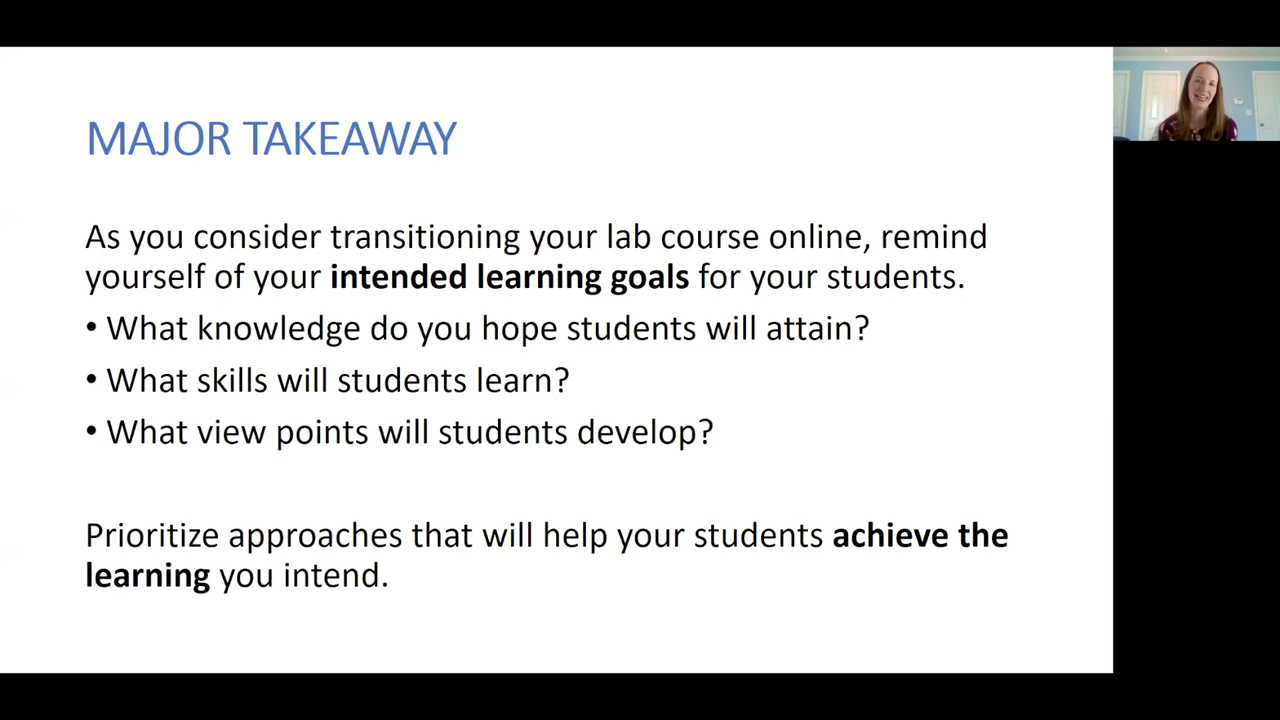 MAJOR TAKEAWAY
As you consider transitioning your lab course online, remind
yourself of your intended learning goals for your students.
• What knowledge do you hope students will attain?
• What skills will students learn?
• What view points will students develop?
Prioritize approaches that will help your students achieve the
learning you intend.